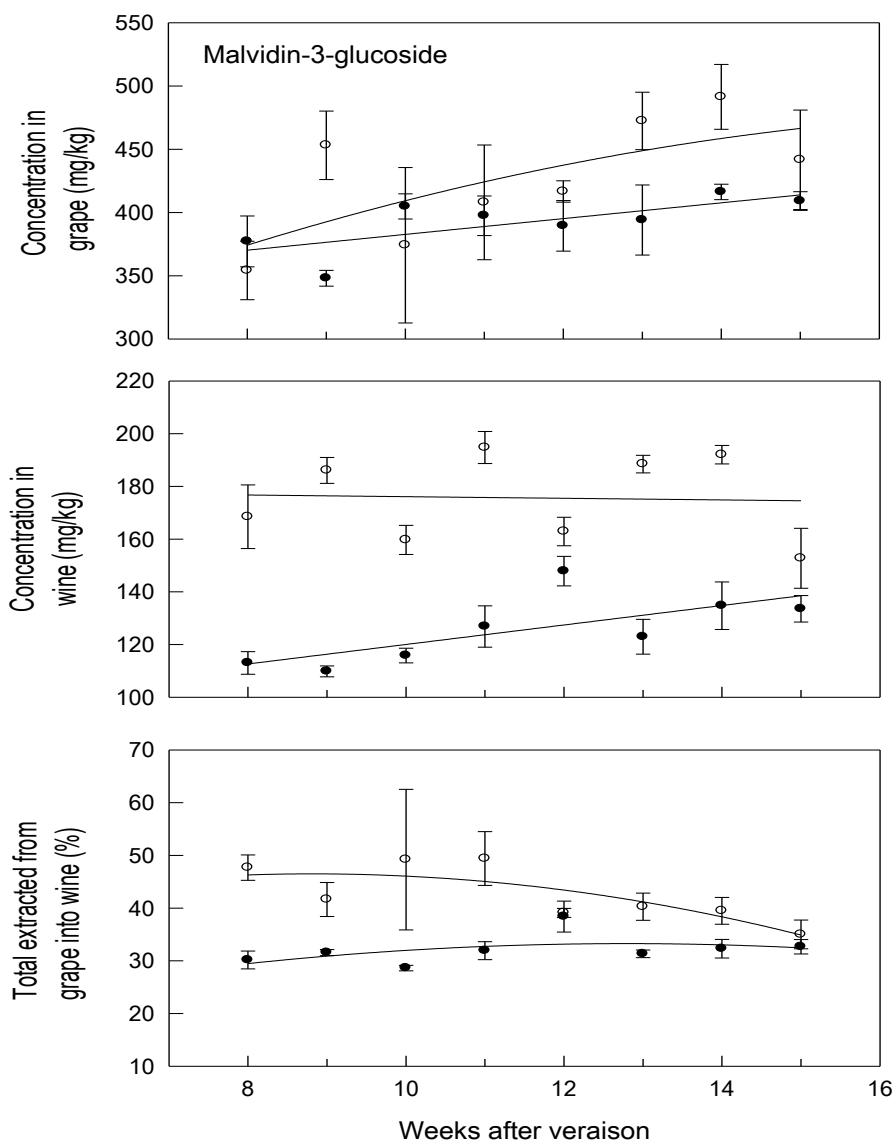 Malvidin-3-glucoside
Concentration in
grape (mg/kg)
550
500
450
400
350
300
Concentration in
wine (mg/kg)
220
200
180
160
140
120
100
Total extracted from
grape into wine (%)
70
60
50
40
30
20
10
8 10 12 14 16
Weeks after veraison